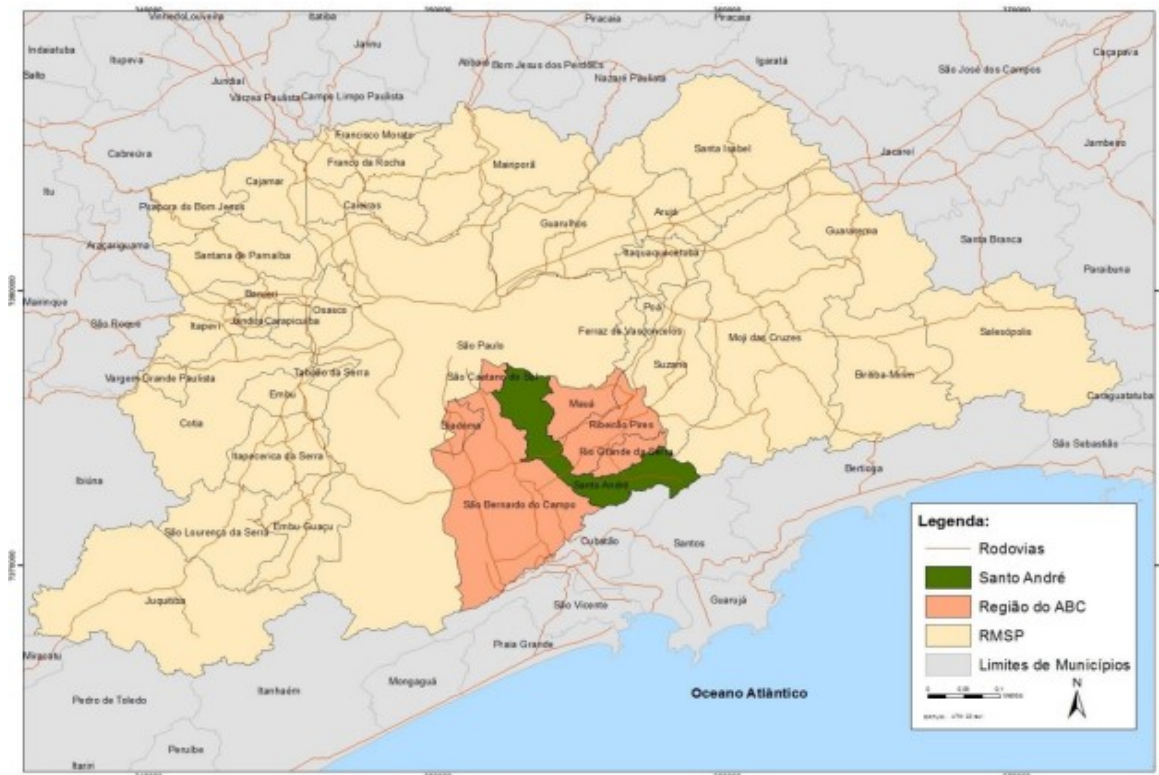 Vinhedo
Louveira
Itatiba
Piracaia
Piracaia
Indaiatuba
Itupeva
Jarinu
Bom Jesus dos Perdões
Igaratá
Caçapava
Salto
Jundiaí
Nazaré Paulista
São José dos Campos
Várzea Paulista
Campo Limpo Paulista
Francisco Morato
Cabreúva
Franco da Rocha
Mairiporã
Santa Isabel
Jacareí
Jambeiro
Itu
Cajamar
Pirapora do Bom Jesus
Caieiras
Guarulhos
Arujá
Guararema
Araçariguama
Santa Branca
Santana de Parnaíba
Itaquaquecetuba
Paraibuna
7390000
Mairinque
Barueri
Osasco
Poá
São Roque
Itapevi
Jandira
Carapicuíba
Ferraz de Vasconcelos
Moji das Cruzes
Salesópolis
São Paulo
Suzano
Vargem Grande Paulista
Taboão da Serra
São Caetano do Sul
Biritiba-Mirim
Embu
Mauá
Caraguatatuba
Cotia
Diadema
Ribeirão Pires
São Sebastião
Itapecerica da Serra
Rio Grande da Serra
Bertioga
Ibiúna
Santo André
São Bernardo do Campo
São Lourenço da Serra
Embu-Guaçu
Cubatão
Santos
Juquitiba
São Vicente
Guarujá
Miracatu
Praia Grande
Mongaguá
Pedro de Toledo
Itanhaém
Oceano Atlântico
Peruíbe
Itariri
Legenda:
Rodovias
Santo André
Região do ABC
RMSP
Limites de Municípios
N